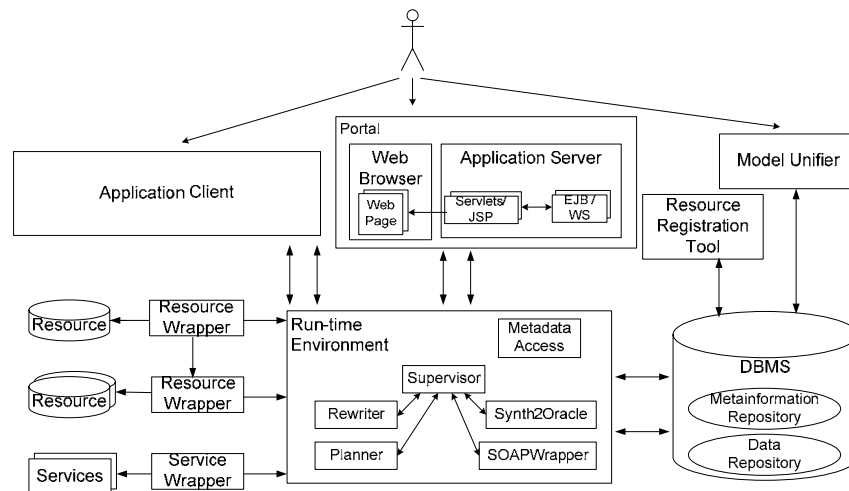 Portal
Application Client
Web
Browser
Web
Page
Application Server
Servlets/
JSP
EJB/
WS
Model Unifier
Resource
Registration
Tool
Resource
Resource
Wrapper
Resource
Resource
Wrapper
Services
Service
Wrapper
Run-time
Environment
Metadata
Access
Supervisor
Rewriter
Synth2Oracle
Planner
SOAPWrapper
DBMS
Metainformation
Repository
Data
Repository